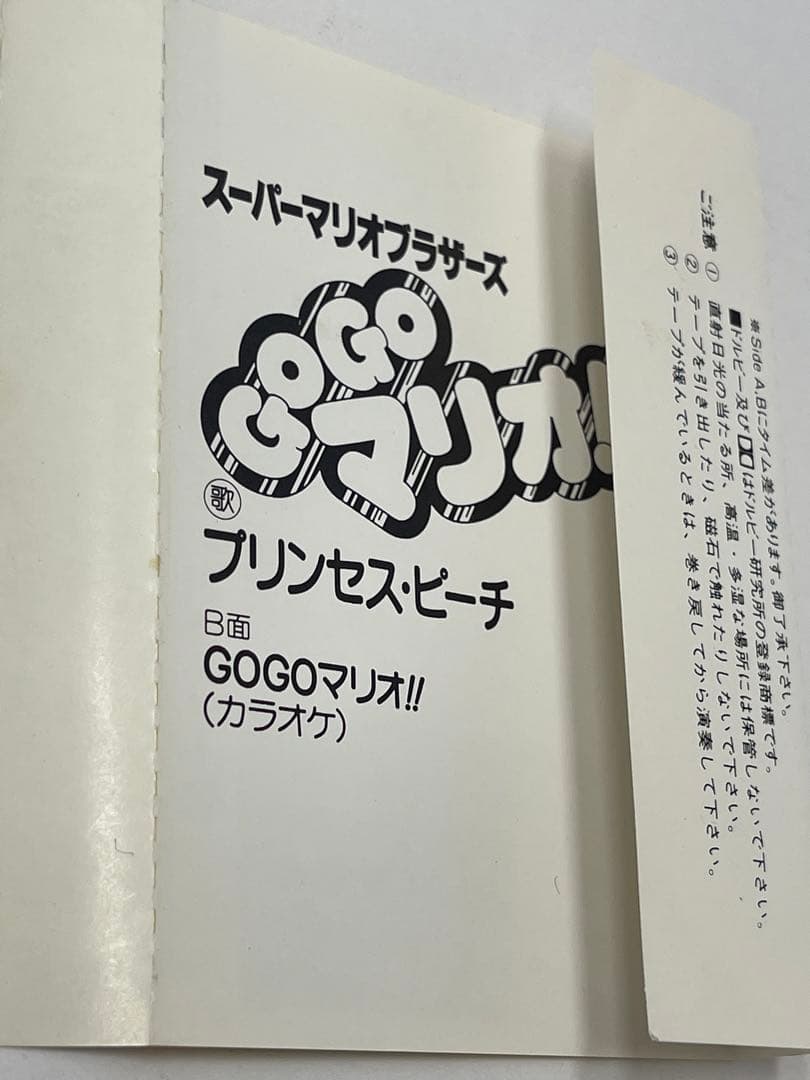 スーパーマリオブラザーズ
GOGO
マリオ!
歌
プリンセス・ピーチ
B面
GOGOマリオ!!
(カラオケ)
※Side A,Bにタイム差があります。御了承下さい。
■ドルビー及びはドルビー研究所の登録商標です。
ご注意 ① 直射日光の当たる所、高温・多湿な場所には保管しないで下さい。
② テープを引き出したり、磁石で触れたりしないで下さい。
③ テープが緩んでいるときは、巻き戻してから演奏して下さい。